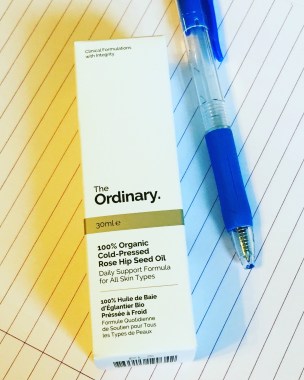 Clinical Formulations
with Integrity.
The
Ordinary.
30ml e
100% Organic
Cold-Pressed
Rose Hip Seed Oil
Daily Support Formula
for All Skin Types
100% Huile de Baie
d'Églantier Bio
Pressée à Froid
Formule Quotidienne
de Soutien pour Tous
les Types de Peaux